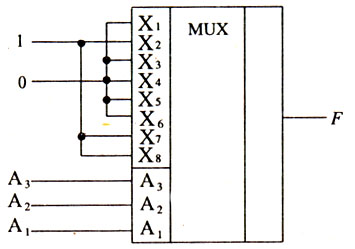 X₁ MUX
1 X₂
X₃
0 X₄
X₅ F
X₆
X₇
X₈
A₃ A₃
A₂ A₂
A₁ A₁